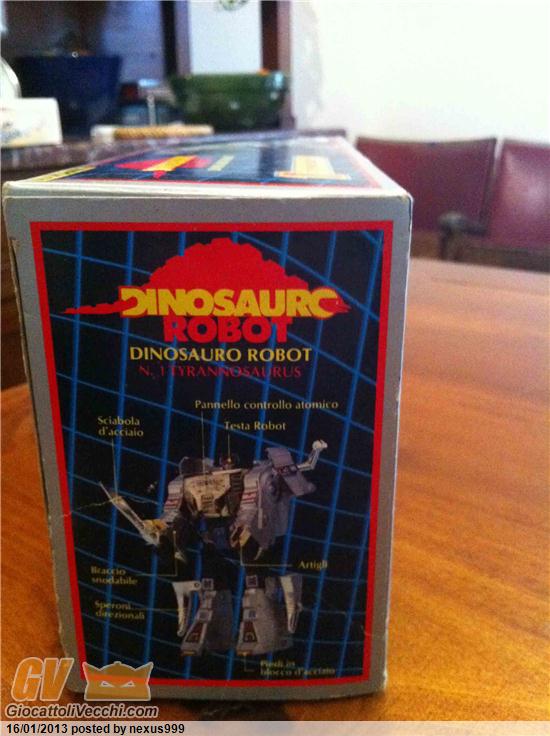 DINOSAURO
ROBOT
DINOSAURO ROBOT
N. 1 TYRANNOSAURUS
Pannello controllo atomico
Sciabola
d'acciaio
Testa Robot
Braccio
snodabile
Artigli
Speroni
direzionali
Piedi in
blocco d'acciaio
GV
GiocattoliVecchi.com
16/01/2013 posted by nexus999